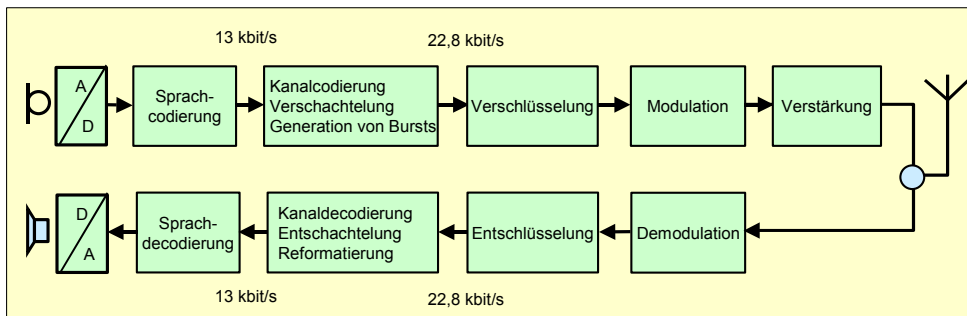 13 kbit/s
22,8 kbit/s
A
D
Sprach-
codierung
Kanalcodierung
Verschachtelung
Generation von Bursts
Verschlüsselung
Modulation
Verstärkung
D
A
Sprach-
decodierung
Kanaldecodierung
Entschachtelung
Reformatierung
Entschlüsselung
Demodulation
13 kbit/s
22,8 kbit/s